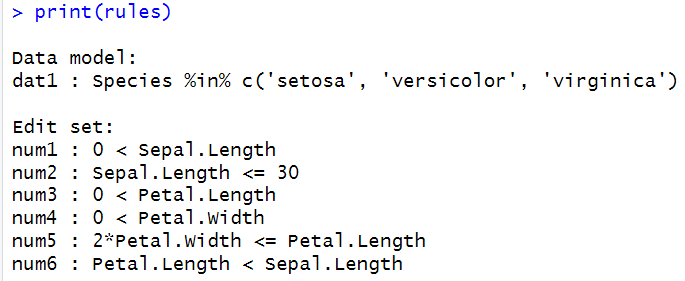 > print(rules)
Data model:
dat1 : Species %in% c('setosa', 'versicolor', 'virginica')
Edit set:
num1 : 0 < Sepal.Length
num2 : Sepal.Length <= 30
num3 : 0 < Petal.Length
num4 : 0 < Petal.Width
num5 : 2*Petal.Width <= Petal.Length
num6 : Petal.Length < Sepal.Length